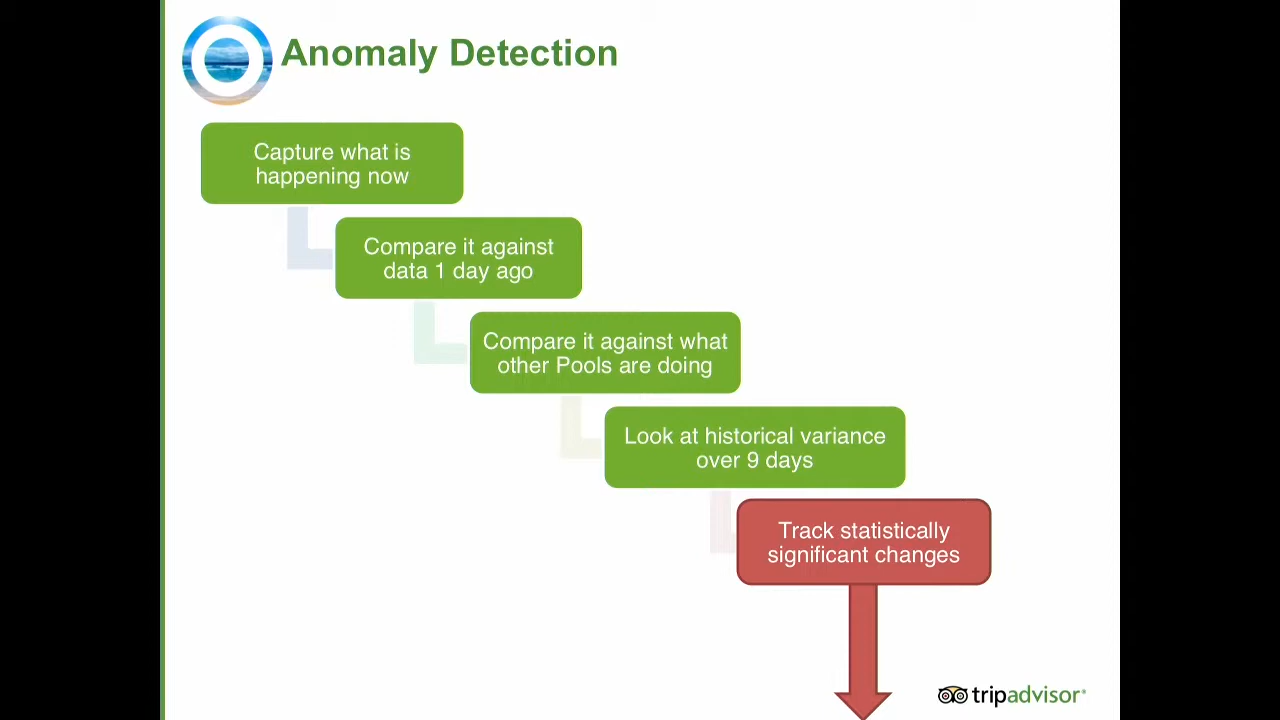 Anomaly Detection
Capture what is
happening now
Compare it against
data 1 day ago
Compare it against what
other Pools are doing
Look at historical variance
over 9 days
Track statistically
significant changes
tripadvisor®